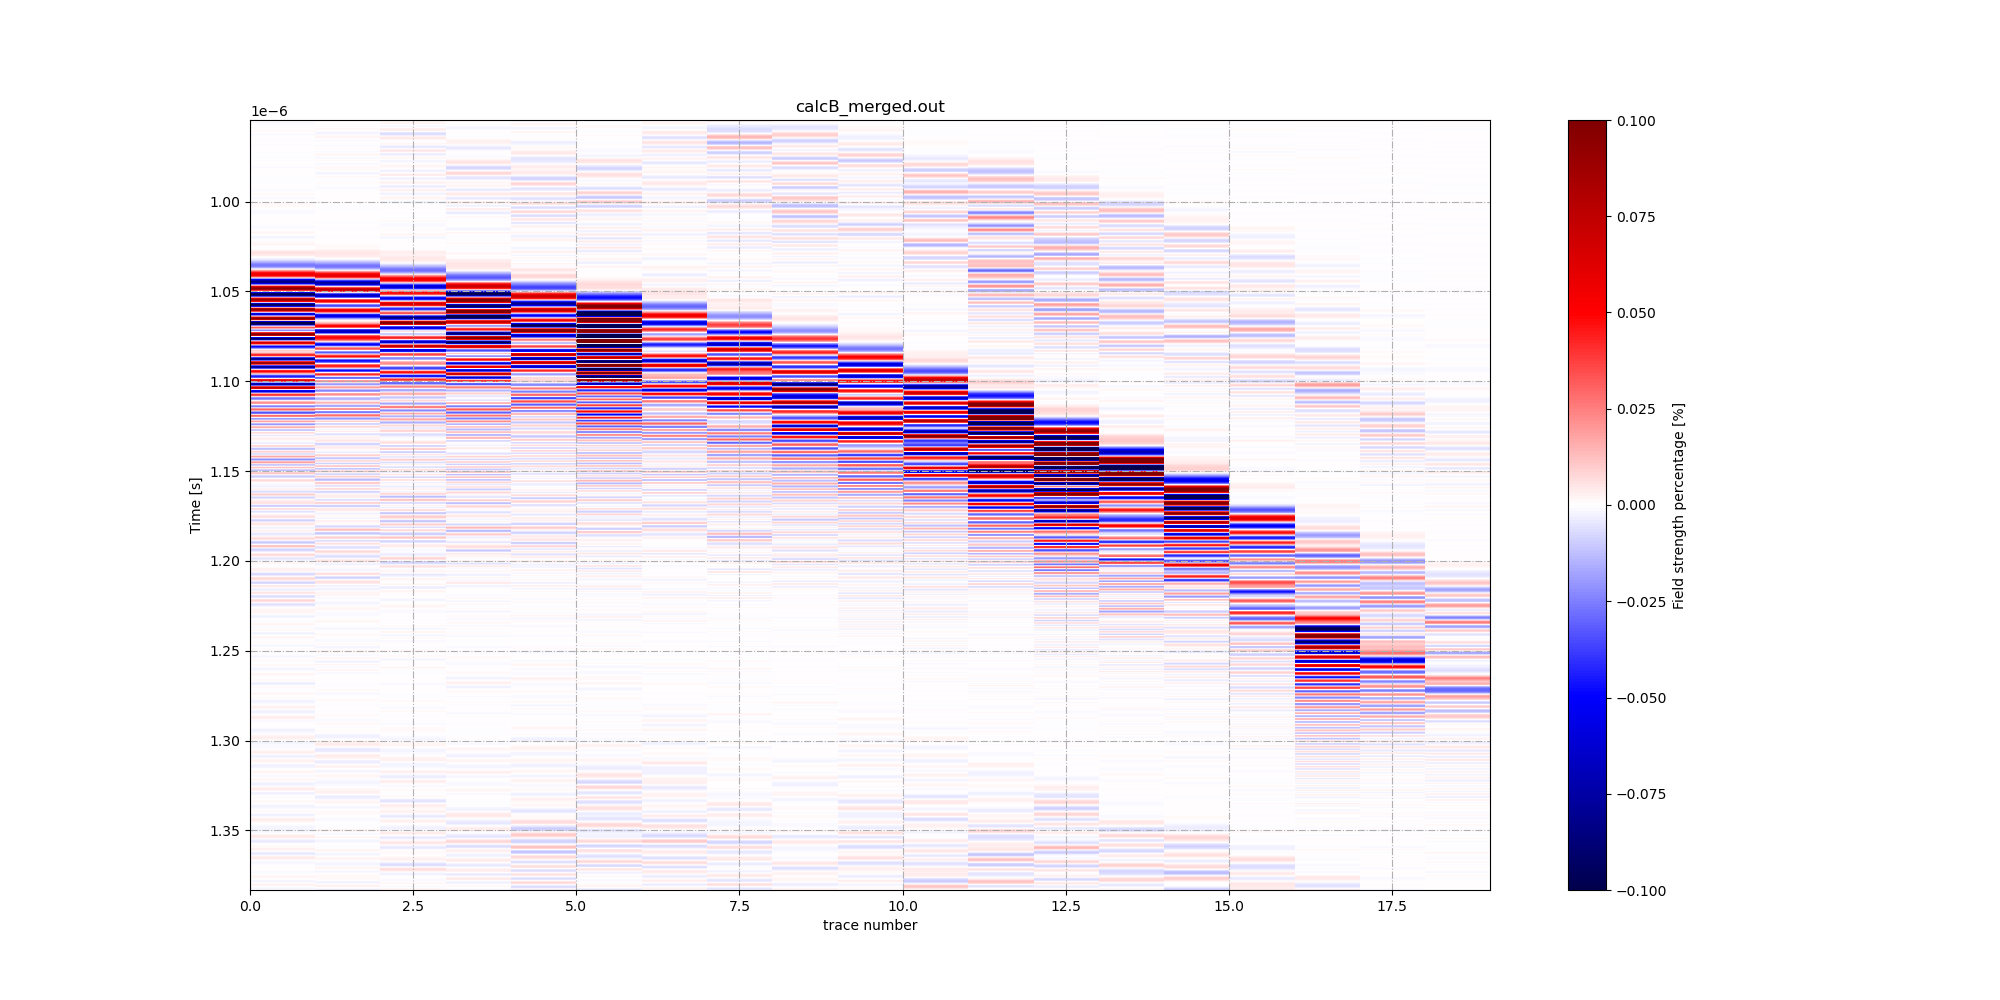 calcB_merged.out
1e−6
1.00
1.05
1.10
1.15
1.20
1.25
1.30
1.35
Time [s]
0.0 2.5 5.0 7.5 10.0 12.5 15.0 17.5
trace number
0.100
0.075
0.050
0.025
0.000
−0.025
−0.050
−0.075
−0.100
Field strength percentage [%]